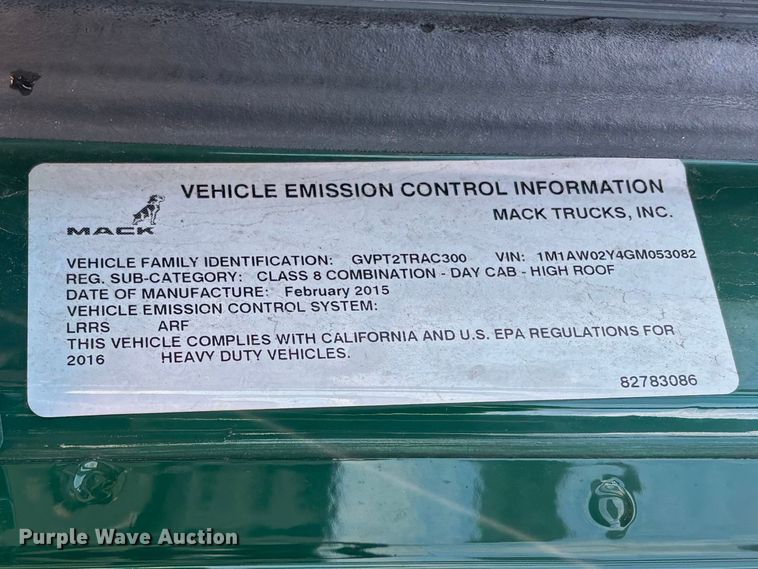 VEHICLE EMISSION CONTROL INFORMATION
MACK
MACK TRUCKS, INC.
VEHICLE FAMILY IDENTIFICATION: GVPT2TRAC300 VIN: 1M1AW02Y4GM053082
REG. SUB-CATEGORY: CLASS 8 COMBINATION - DAY CAB - HIGH ROOF
DATE OF MANUFACTURE: February 2015
VEHICLE EMISSION CONTROL SYSTEM:
LRRS ARF
THIS VEHICLE COMPLIES WITH CALIFORNIA AND U.S. EPA REGULATIONS FOR
2016 HEAVY DUTY VEHICLES.
82783086
Purple Wave Auction